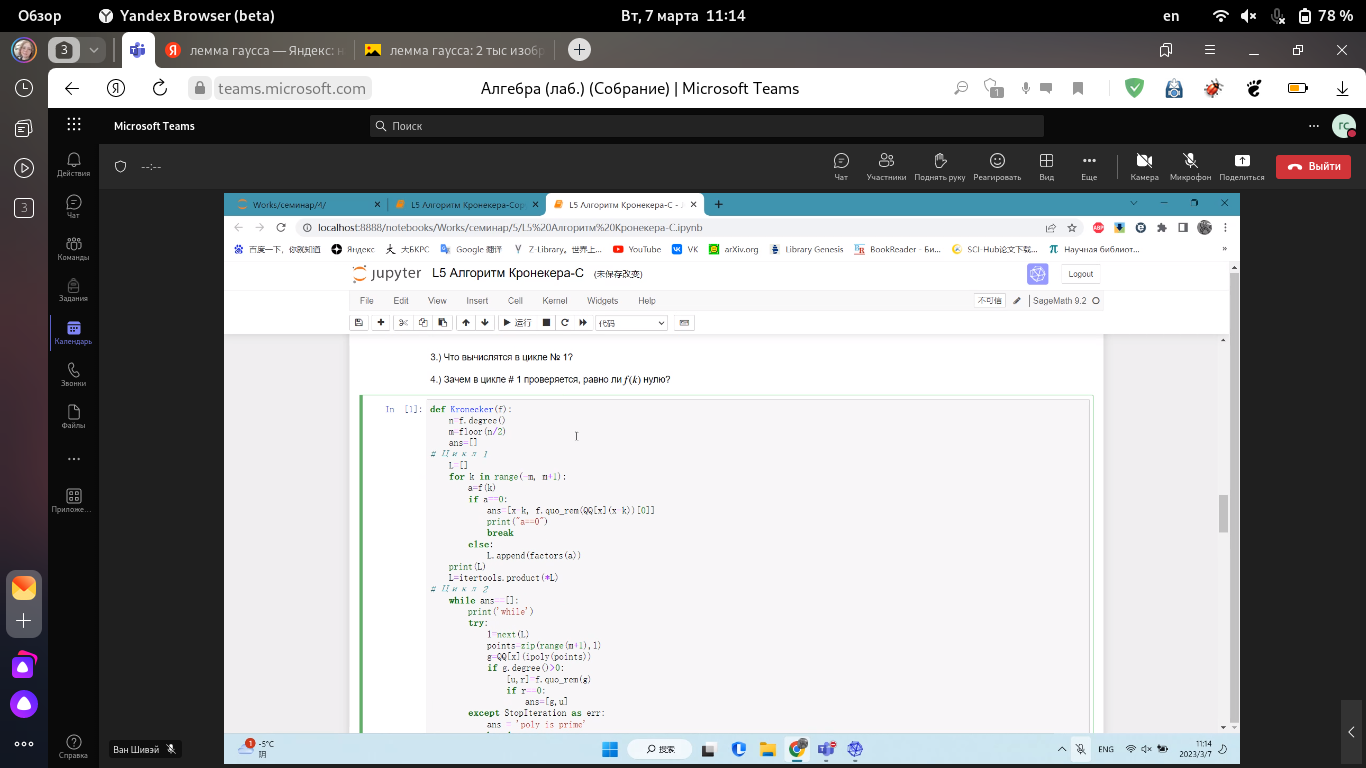 Обзор
Yandex Browser (beta)
Вт, 7 марта 11:14
en
78 %
3
лемма гаусса — Яндекс: н
лемма гаусса: 2 тыс изобр
teams.microsoft.com
Алгебра (лаб.) (Собрание) | Microsoft Teams
1
Microsoft Teams
Поиск
ГС
Действия
Чат
Команды
Задания
Календарь
Звонки
Файлы
Приложе...
Справка
3
--:--
Чат
Участники
Поднять руку
Реагировать
Вид
Еще
Камера
Микрофон
Поделиться
Выйти
Works/семинар/4/
L5 Алгоритм Кронекера-Cop
L5 Алгоритм Кронекера-C - J
localhost:8888/notebooks/Works/семинар/5/L5%20Алгоритм%20Кронекера-C.ipynb
ABP
百度一下，你就知道
Яндекс
大БКРС
Google 翻译
Z-Library。世界上...
YouTube
VK
arXiv.org
Library Genesis
BookReader - Би...
SCI-Hub论文下载...
Научная библиот...
»
jupyter
L5 Алгоритм Кронекера-C
(未保存改变)
Logout
File
Edit
View
Insert
Cell
Kernel
Widgets
Help
不可信
SageMath 9.2
运行
代码
3.) Что вычислятся в цикле № 1?
4.) Зачем в цикле # 1 проверяется, равно ли f(k) нулю?
In [1]:
def Kronecker(f):
n=f.degree()
m=floor(n/2)
ans=[]
# Цикл 1
L=[]
for k in range(-m, m+1):
a=f(k)
if a==0:
ans=[x-k, f.quo_rem(QQ[x](x-k))[0]]
print("a==0")
break
else:
L.append(factors(a))
print(L)
L=itertools.product(*L)
# Цикл 2
while ans==[]:
print('while')
try:
l=next(L)
points=zip(range(m+1),l)
g=QQ[x](ipoly(points))
if g.degree()>0:
[u,r]=f.quo_rem(g)
if r==0:
ans=[g,u]
except StopIteration as err:
ans = 'poly is prime'
Ван Шивэй
1
-5°C
阴
搜索
ENG
11:14
2023/3/7